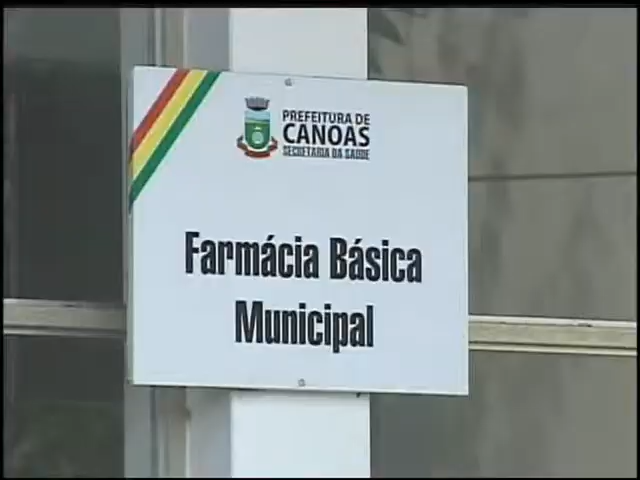 PREFEITURA DE
CANOAS
SECRETARIA DA SAÚDE
Farmácia Básica
Municipal